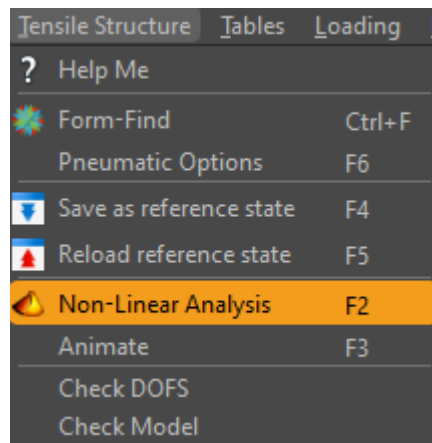 Tensile Structure Tables Loading
? Help Me
Form-Find Ctrl+F
Pneumatic Options F6
Save as reference state F4
Reload reference state F5
Non-Linear Analysis F2
Animate F3
Check DOFS
Check Model